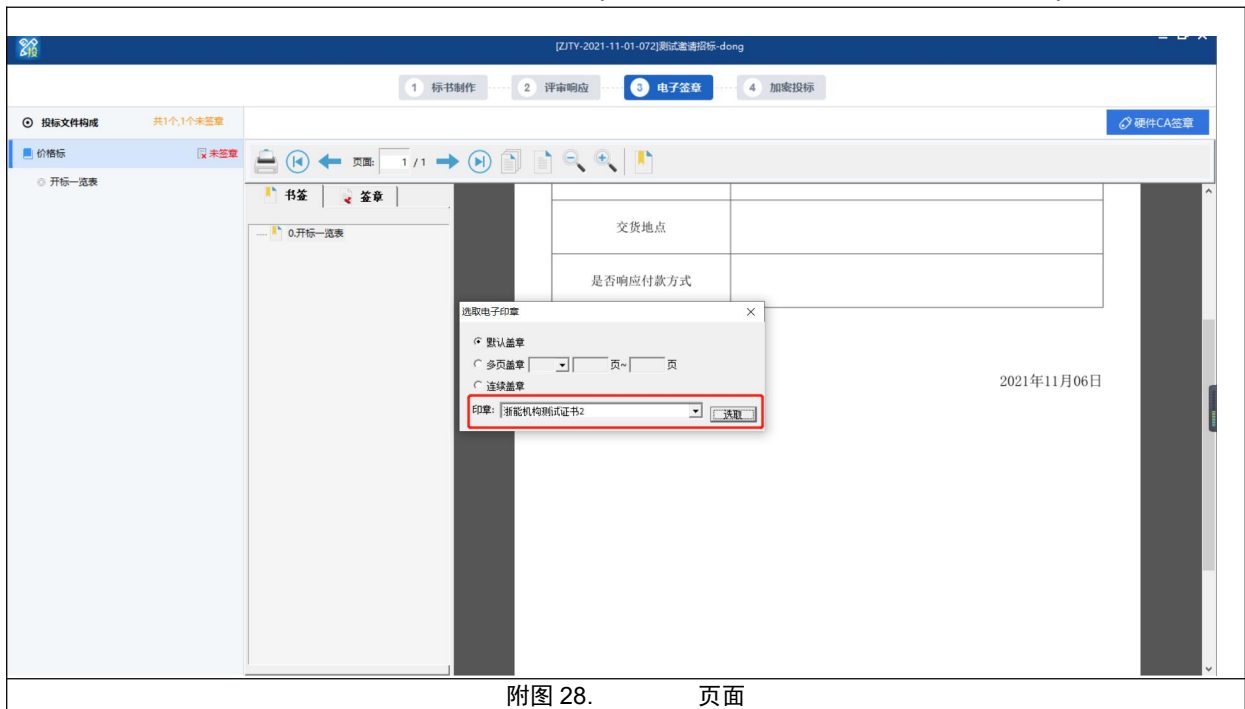 投
[ZJTY-2021-11-01-072]测试邀请招标-dong
1 标书制作 2 评审响应 3 电子签章 4 加密投标
投标文件构成 共1个,1个未签章
硬件CA签章
价格标 未签章
页面: 1 / 1
开标一览表
书签 签章
0.开标一览表
交货地点
是否响应付款方式
选取电子印章
默认盖章
多页盖章 页~ 页
连续盖章
印章: 浙能机构测试证书2 选取
2021年11月06日
附图 28. 页面